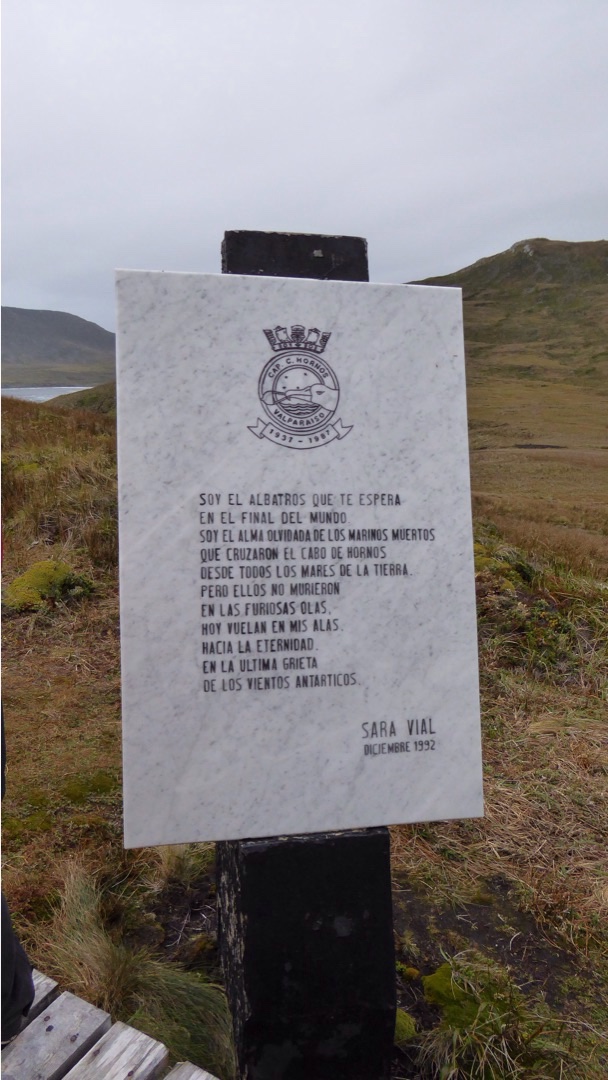 CAP. C. HORNOS
VALPARAISO
1937 - 1987
SOY EL ALBATROS QUE TE ESPERA
EN EL FINAL DEL MUNDO.
SOY EL ALMA OLVIDADA DE LOS MARINOS MUERTOS
QUE CRUZARON EL CABO DE HORNOS
DESDE TODOS LOS MARES DE LA TIERRA.
PERO ELLOS NO MURIERON
EN LAS FURIOSAS OLAS,
HOY VUELAN EN MIS ALAS,
HACIA LA ETERNIDAD,
EN LA ULTIMA GRIETA
DE LOS VIENTOS ANTARTICOS.
SARA VIAL
DICIEMBRE 1992